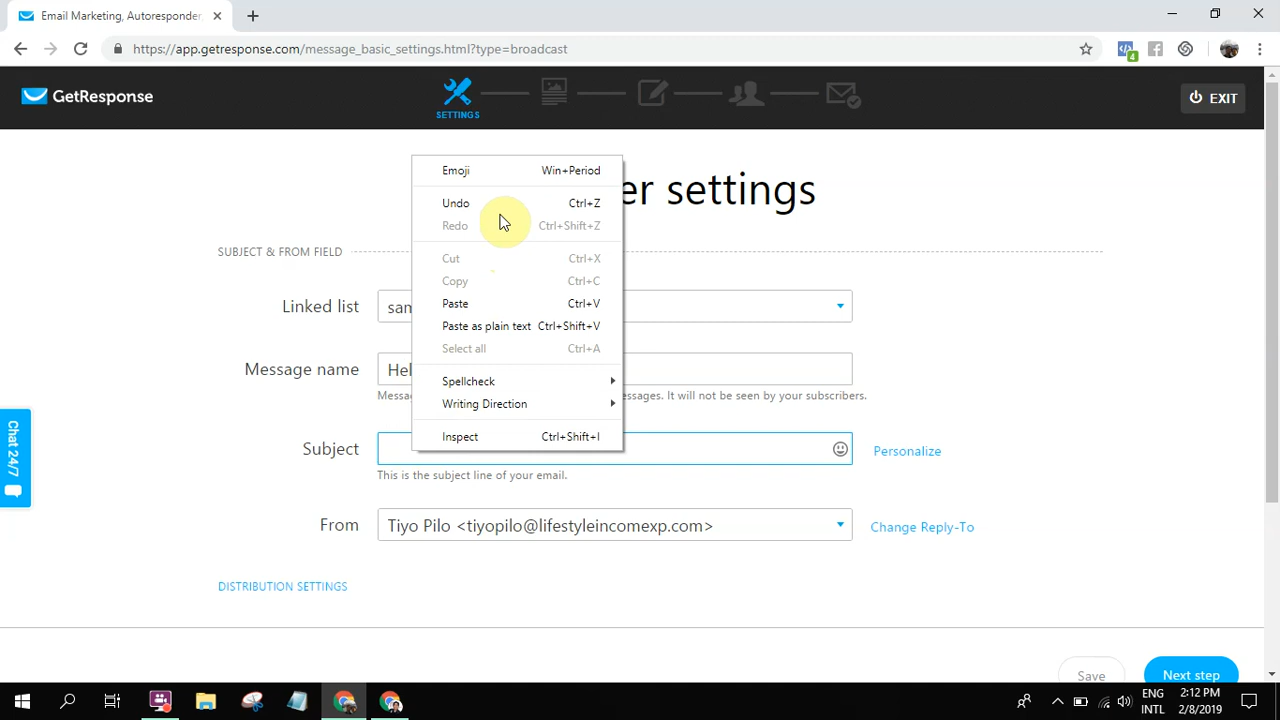 Email Marketing, Autoresponder,
https://app.getresponse.com/message_basic_settings.html?type=broadcast
4
GetResponse
SETTINGS
EXIT
er settings
Emoji Win+Period
Undo Ctrl+Z
Redo Ctrl+Shift+Z
Cut Ctrl+X
Copy Ctrl+C
Paste Ctrl+V
Paste as plain text Ctrl+Shift+V
Select all Ctrl+A
Spellcheck
Writing Direction
Inspect Ctrl+Shift+I
SUBJECT & FROM FIELD
Linked list sam
Message name Hel
Messa ssages. It will not be seen by your subscribers.
Subject Personalize
This is the subject line of your email.
From Tiyo Pilo <tiyopilo@lifestyleincomexp.com> Change Reply-To
DISTRIBUTION SETTINGS
Chat 24/7
Save Next step
ENG
INTL
2:12 PM
2/8/2019